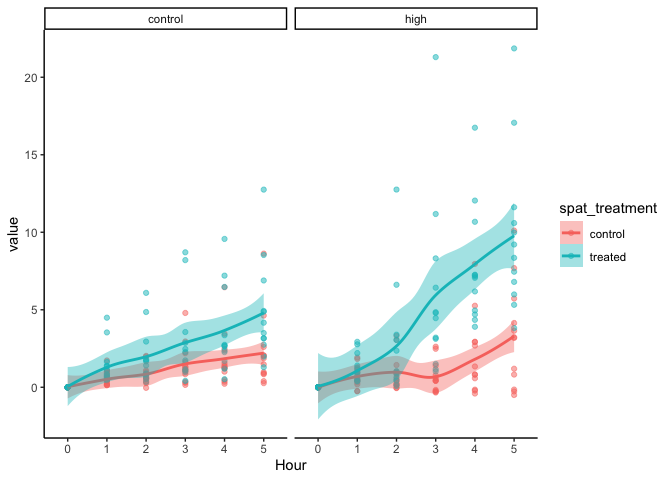 control
high
value
20
15
10
5
0
0 1 2 3 4 5
0 1 2 3 4 5
Hour
spat_treatment
control
treated